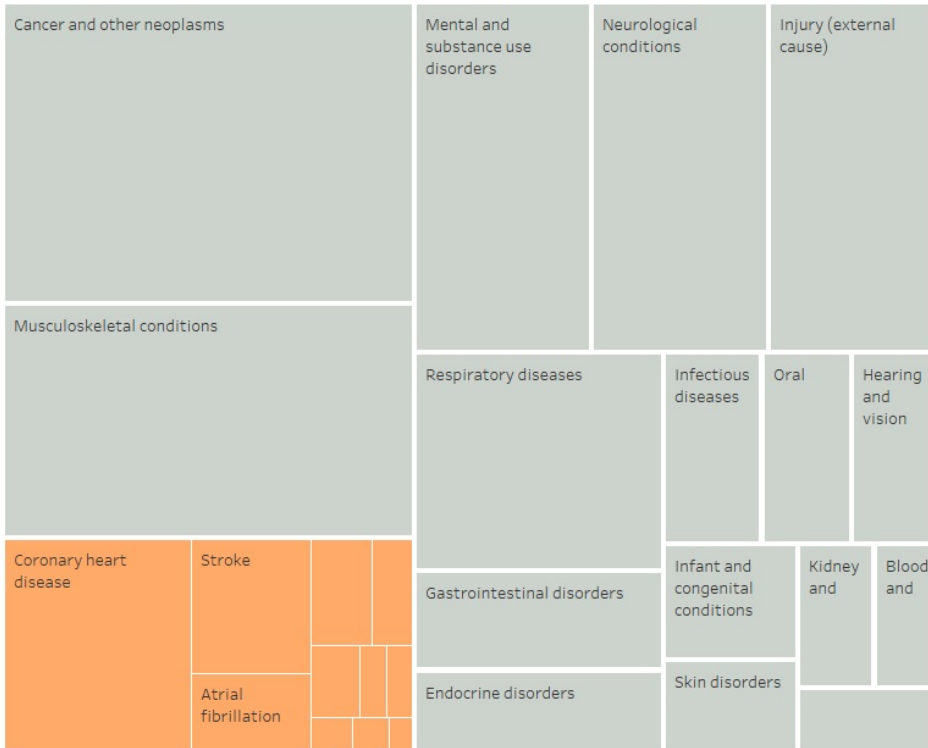 Cancer and other neoplasms
Mental and
substance use
disorders
Neurological
conditions
Injury (external
cause)
Musculoskeletal conditions
Respiratory diseases
Infectious
diseases
Oral
Hearing
and
vision
Coronary heart
disease
Stroke
Atrial
fibrillation
Gastrointestinal disorders
Infant and
congenital
conditions
Kidney
and
Blood
and
Endocrine disorders
Skin disorders